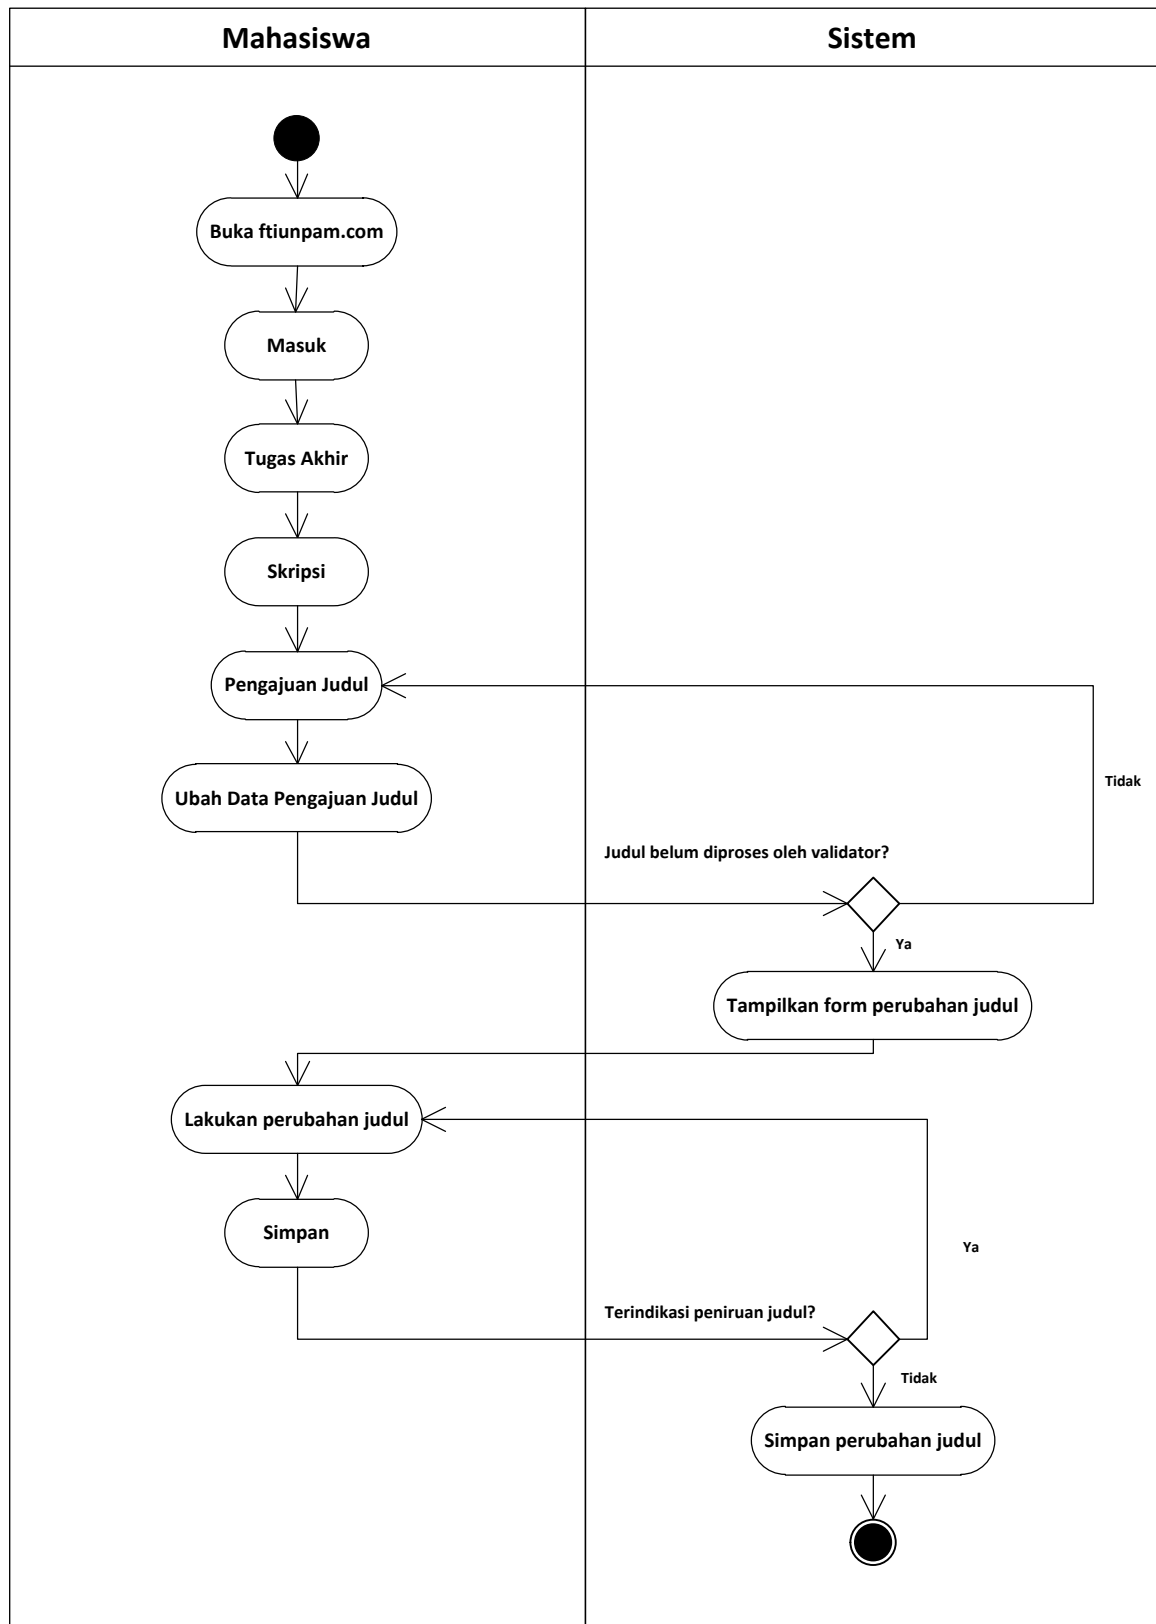 Mahasiswa
Sistem
Buka ftiunpam.com
Masuk
Tugas Akhir
Skripsi
Pengajuan Judul
Ubah Data Pengajuan Judul
Tidak
Judul belum diproses oleh validator?
Ya
Tampilkan form perubahan judul
Lakukan perubahan judul
Simpan
Ya
Terindikasi peniruan judul?
Tidak
Simpan perubahan judul